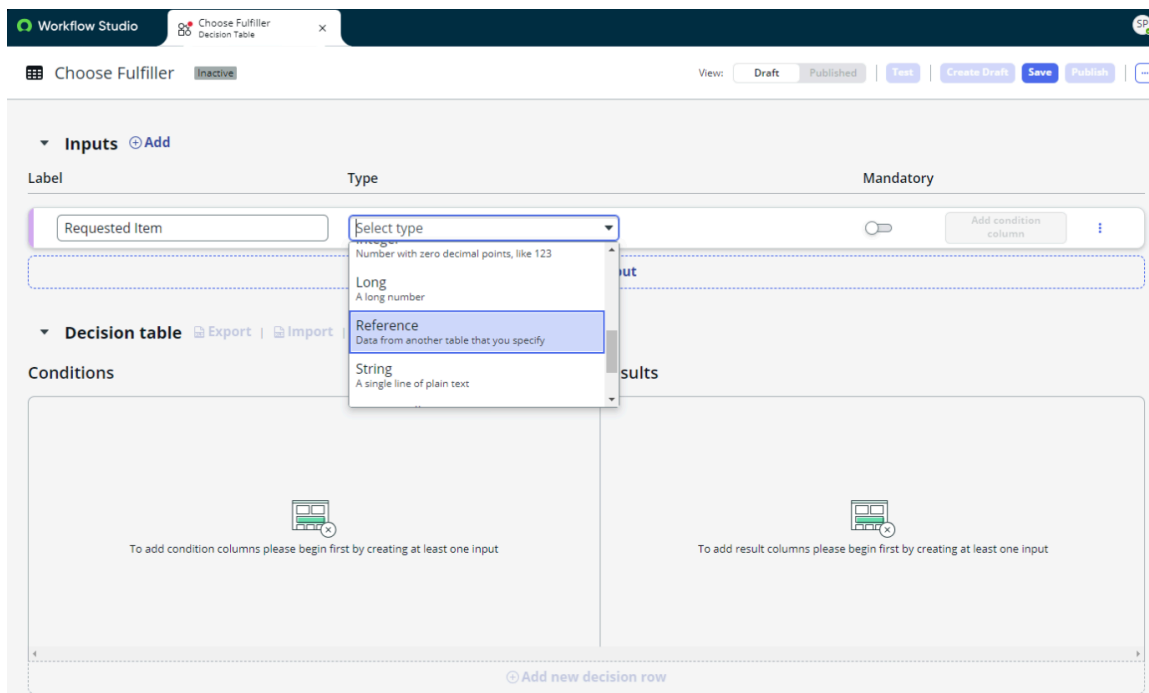 Workflow Studio
Choose Fulfiller
Decision Table
SP
Choose Fulfiller Inactive
View: Draft Published Test Create Draft Save Publish
Inputs Add
Label Type Mandatory
Requested Item Select type Add condition column
Integer
Number with zero decimal points, like 123
Long
A long number
Reference
Data from another table that you specify
String
A single line of plain text
Decision table Export | Import |
Conditions
To add condition columns please begin first by creating at least one input
To add result columns please begin first by creating at least one input
Add new decision row